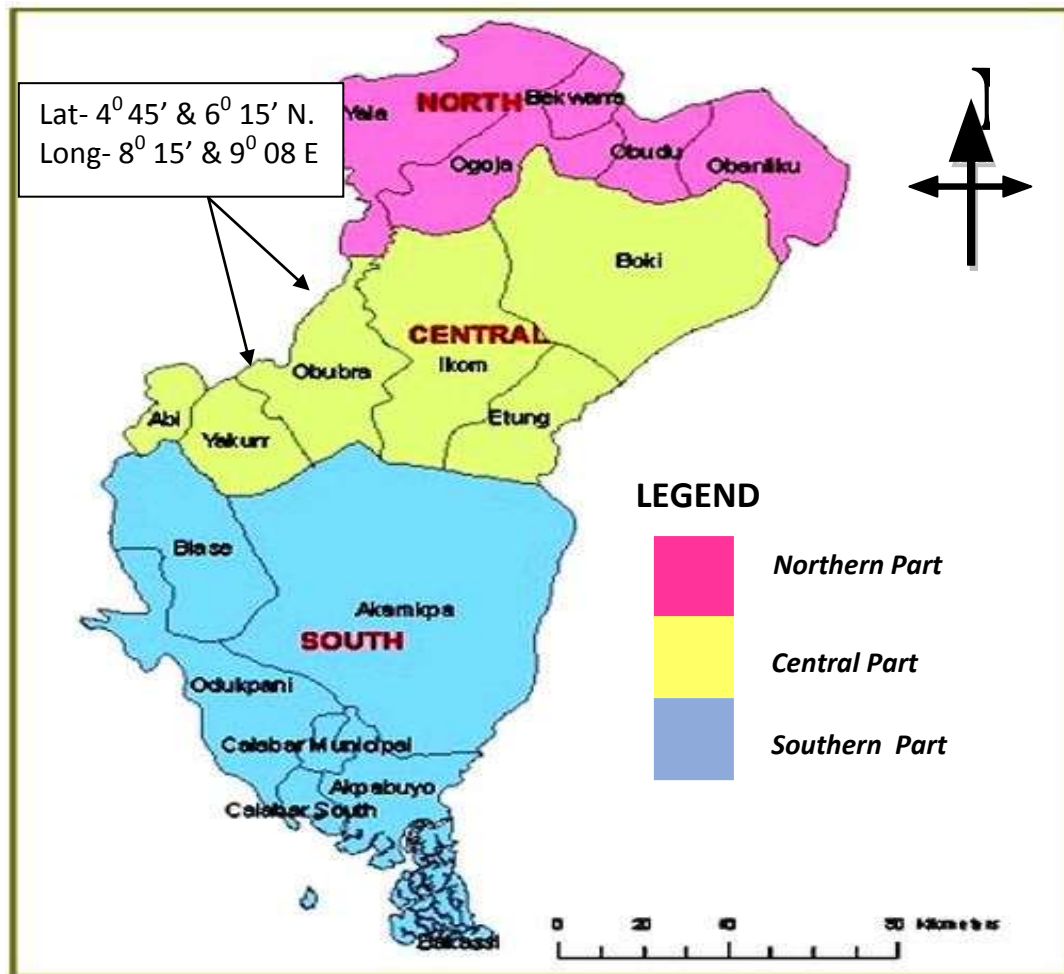 Lat- 4⁰ 45’ & 6⁰ 15’ N.
Long- 8⁰ 15’ & 9⁰ 08 E
Yala
NORTH
Bekwarra
Ogoja
Obudu
Obanliku
Boki
CENTRAL
Ikom
Obubra
Etung
Abi
Yakurr
LEGEND
Northern Part
Central Part
Southern Part
Biase
Akamkpa
SOUTH
Odukpani
Calabar Municipal
Akpabuyo
Calabar South
Bakassi
0 20 40 80 Kilometers